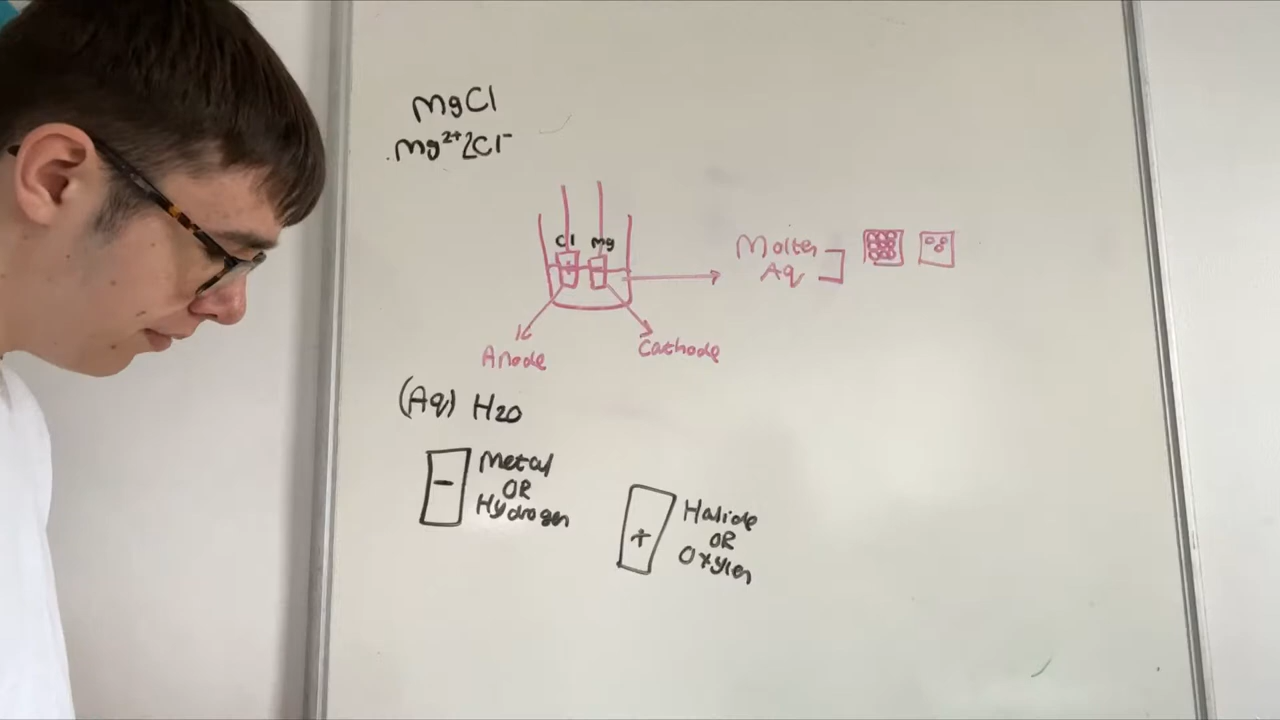 MgCl
Mg²⁺2Cl⁻
Cl Mg
Molten
Aq
Anode
Cathode
(Aq) H2O
Metal
OR
Hydrogen
Halide
OR
Oxygen